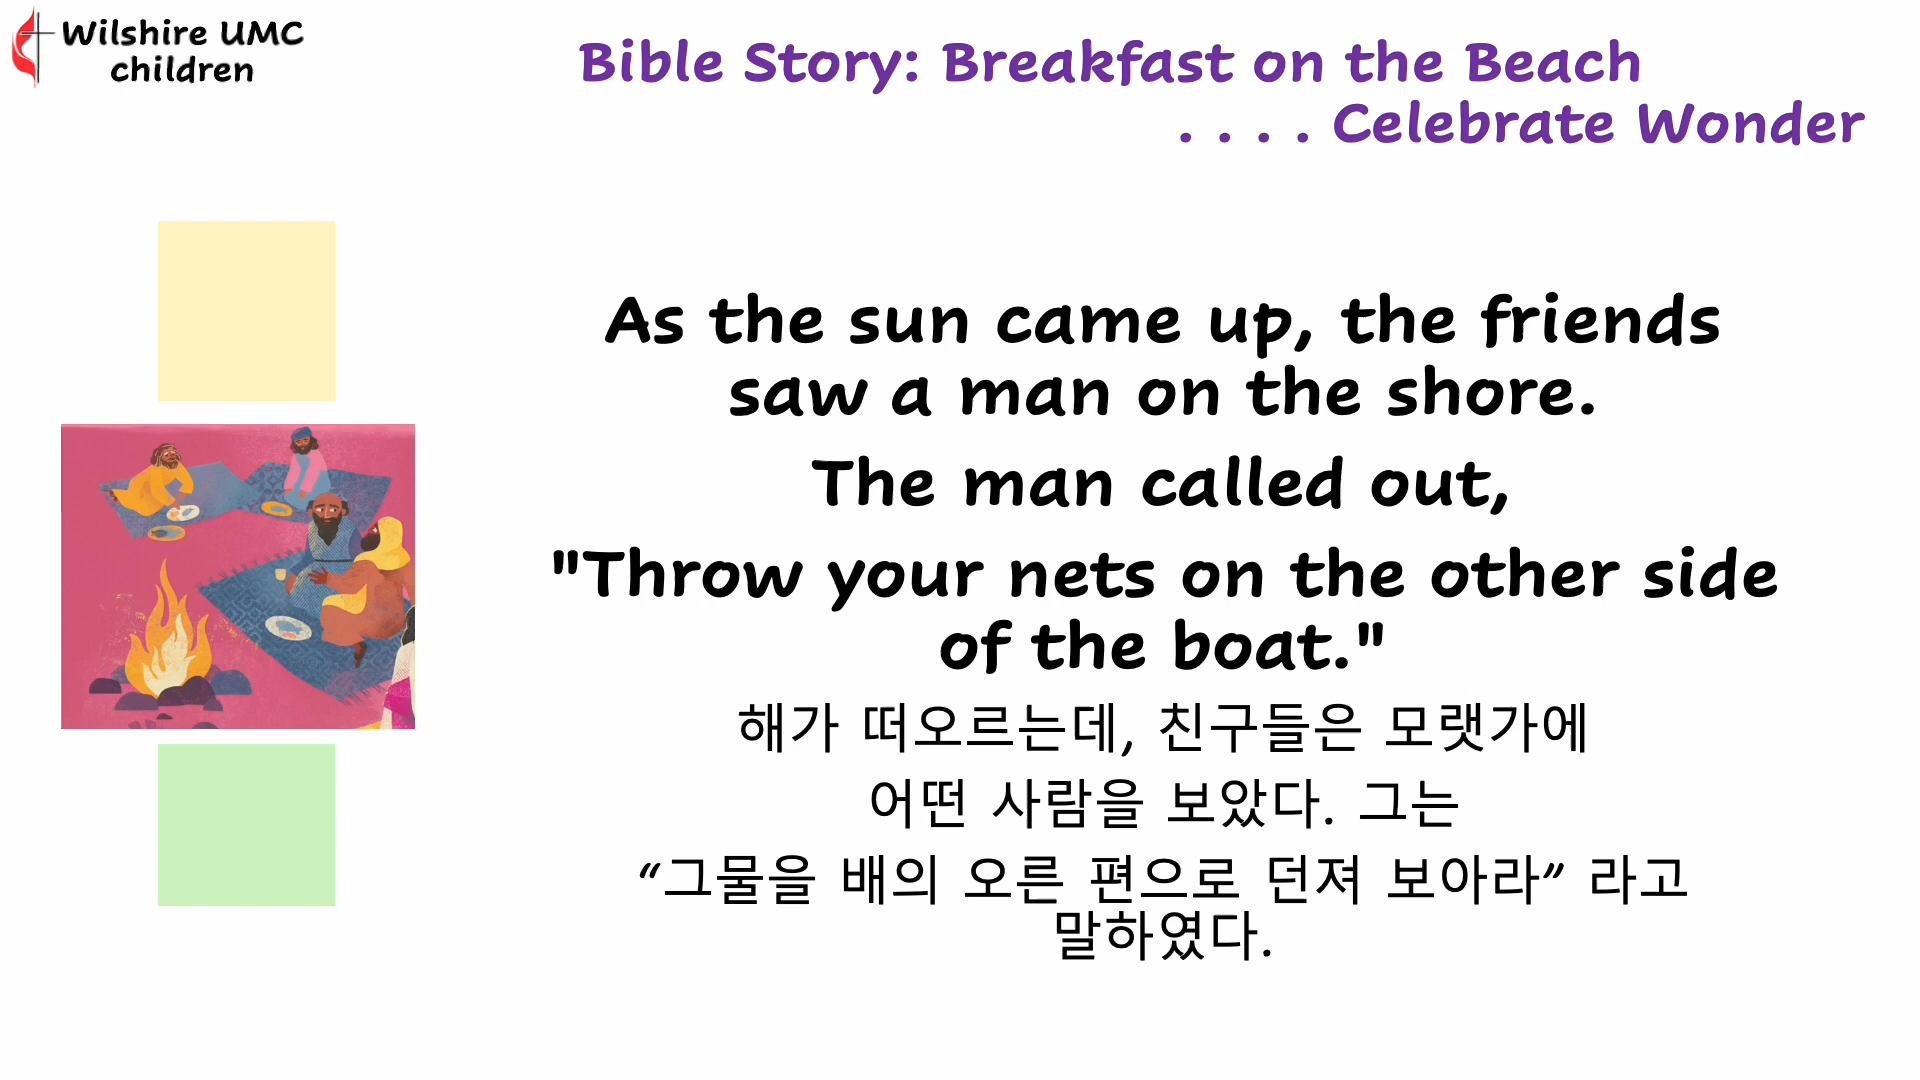 Wilshire UMC
children
Bible Story: Breakfast on the Beach
. . . . Celebrate Wonder
As the sun came up, the friends
saw a man on the shore.
The man called out,
"Throw your nets on the other side
of the boat."
해가 떠오르는데, 친구들은 모랫가에
어떤 사람을 보았다. 그는
“그물을 배의 오른 편으로 던져 보아라” 라고
말하였다.